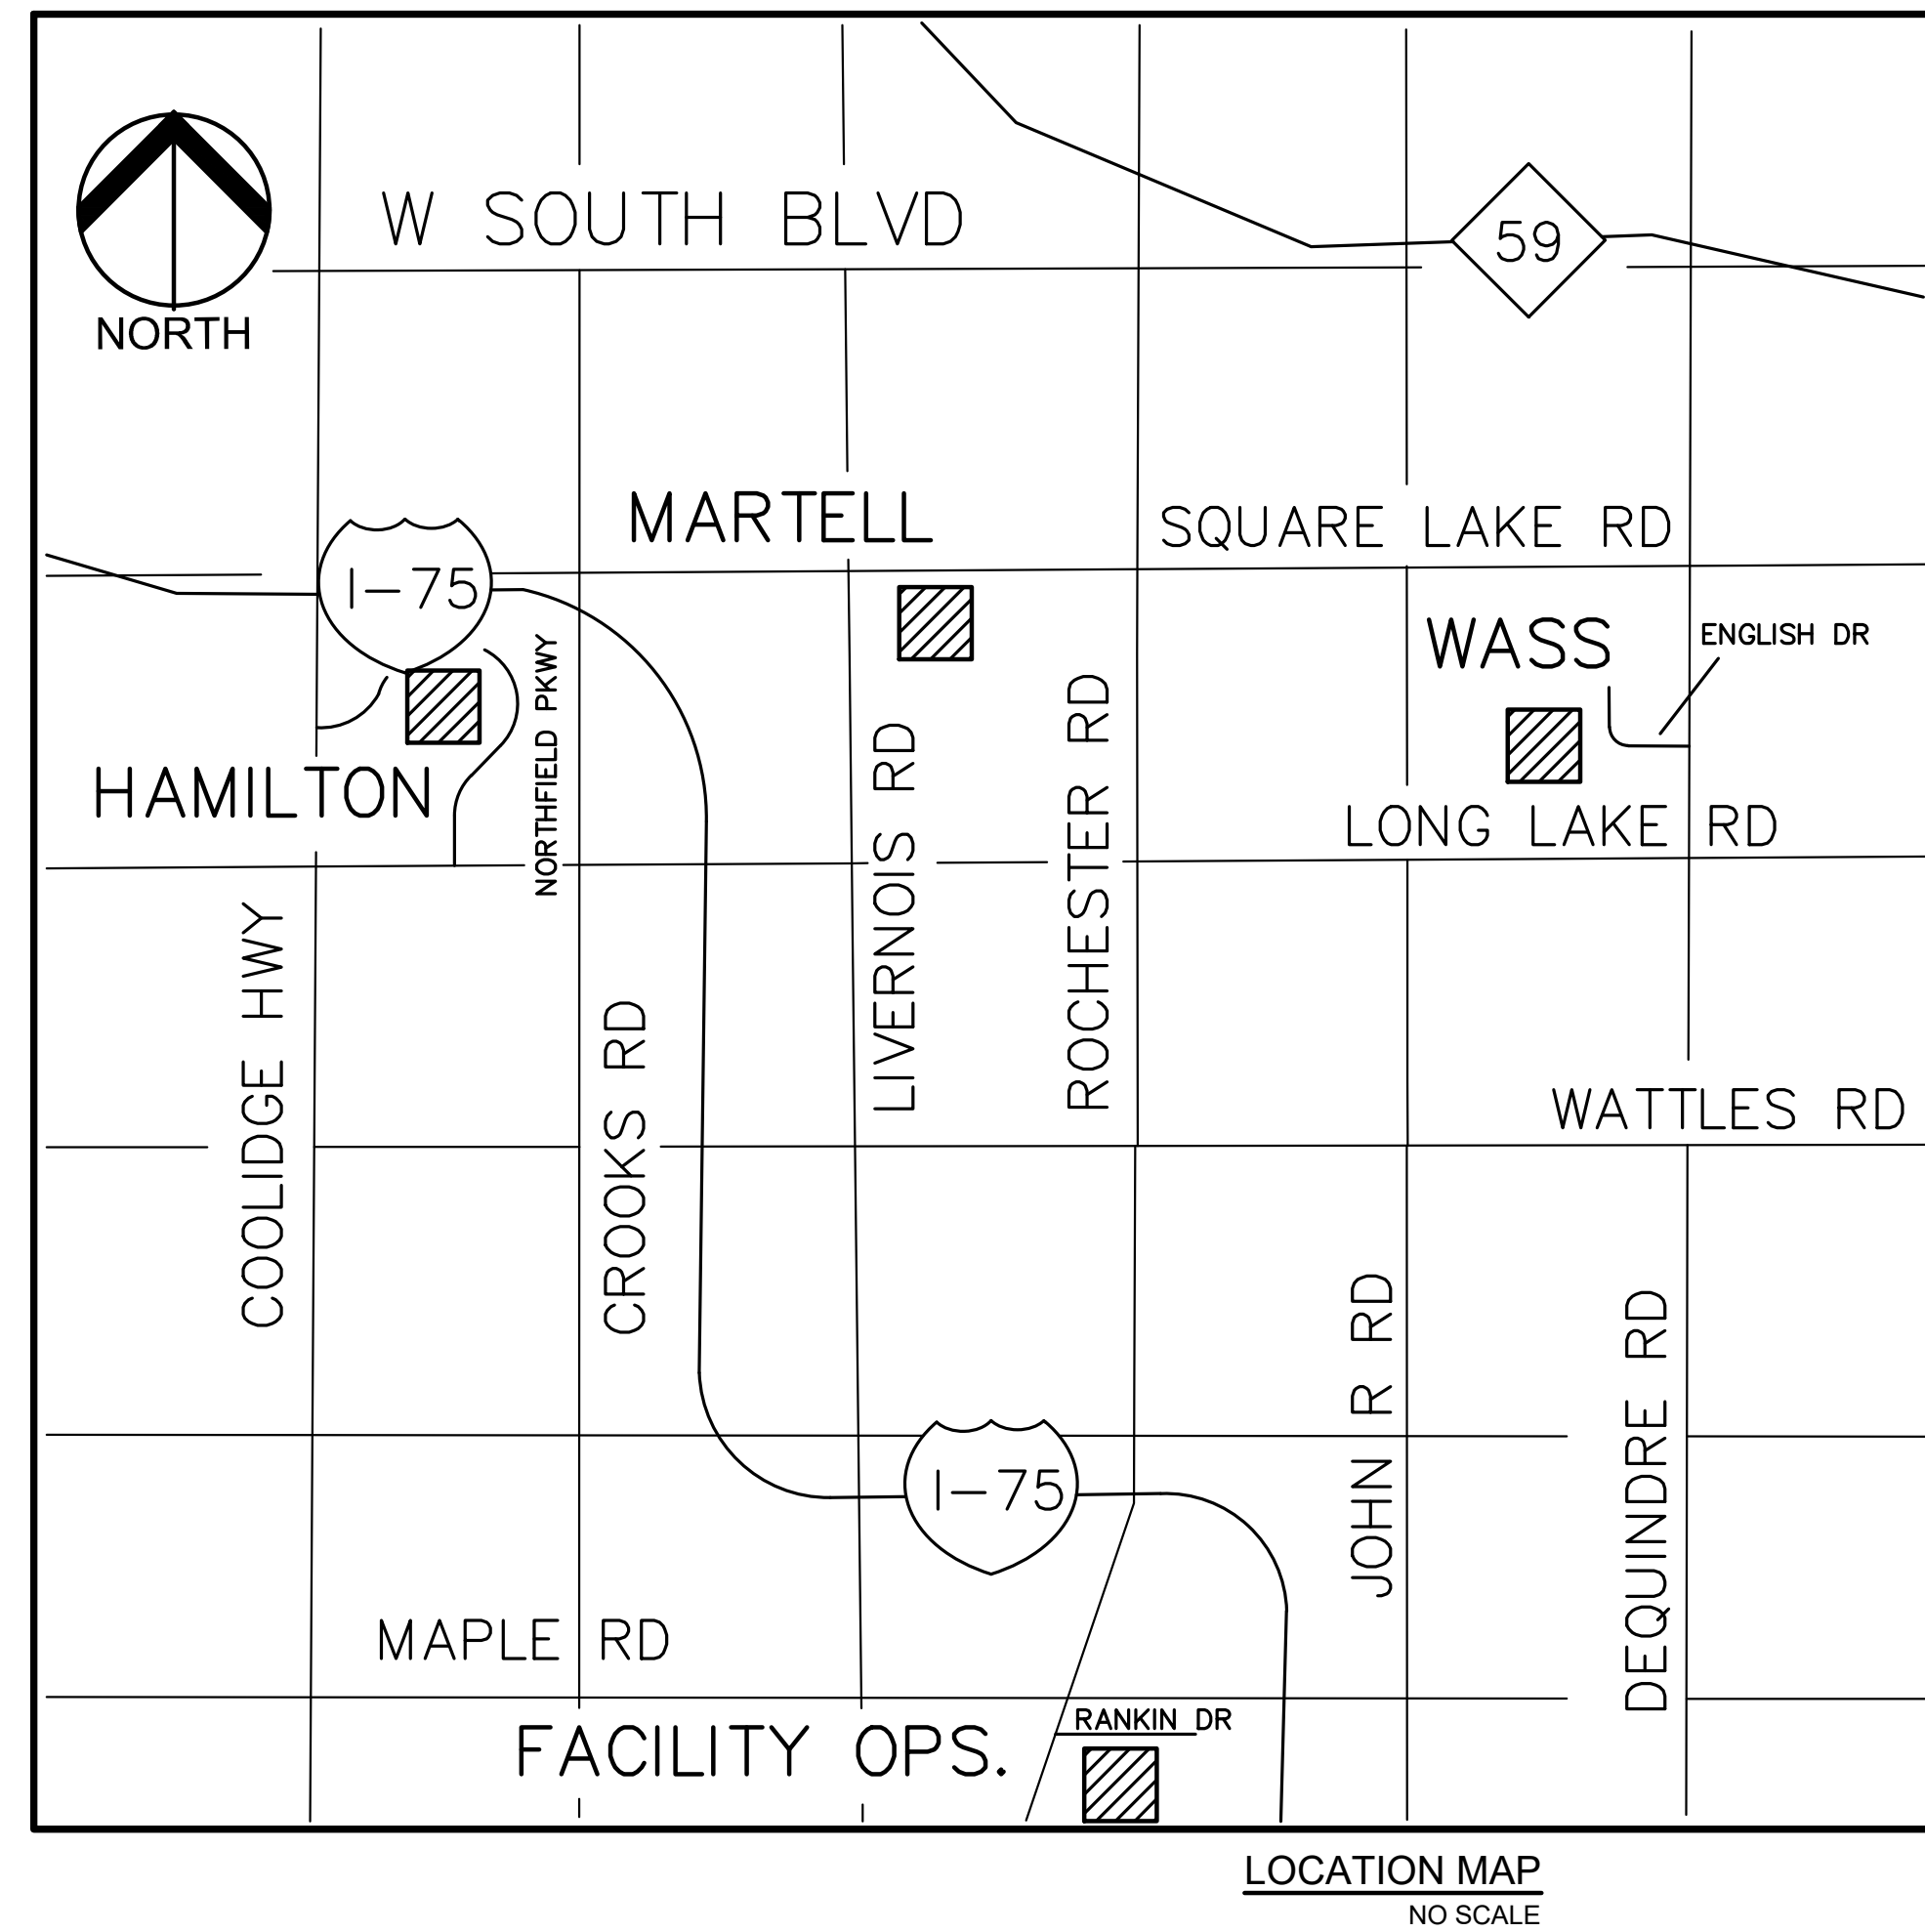 W SOUTH BLVD
59
NORTH
MARTELL
SQUARE LAKE RD
I-75
WASS
ENGLISH DR
NORTHFIELD PKWY
HAMILTON
LIVERNOIS RD
ROCHESTER RD
LONG LAKE RD
COOLIDGE HWY
CROOKS RD
WATTLES RD
JOHN R RD
DEQUINDRE RD
I-75
MAPLE RD
RANKIN DR
FACILITY OPS.
LOCATION MAP
NO SCALE